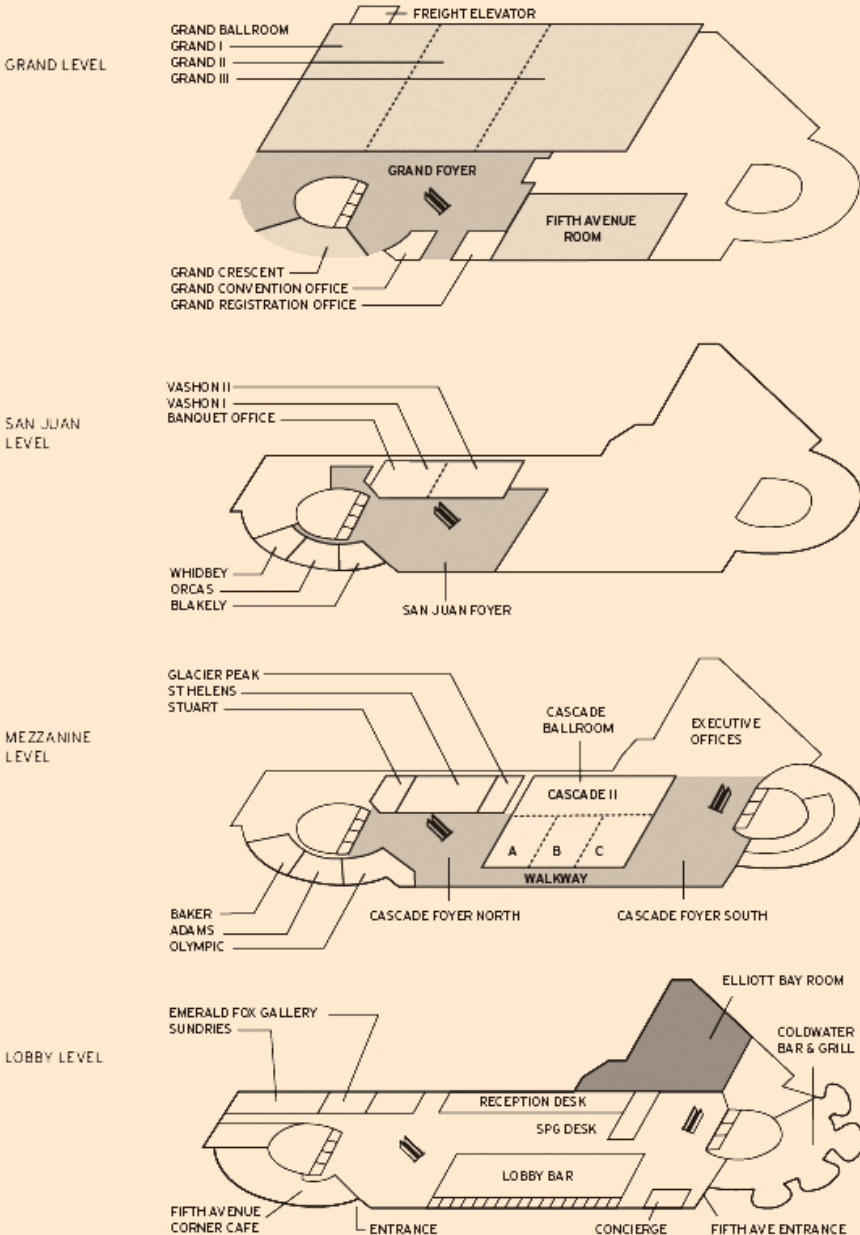 FREIGHT ELEVATOR
GRAND BALLROOM
GRAND I
GRAND II
GRAND III
GRAND LEVEL
GRAND FOYER
FIFTH AVENUE
ROOM
GRAND CRESCENT
GRAND CONVENTION OFFICE
GRAND REGISTRATION OFFICE
SAN JUAN
LEVEL
VASHON II
VASHON I
BANQUET OFFICE
WHIDBEY
ORCAS
BLAKELY
SAN JUAN FOYER
MEZZANINE
LEVEL
GLACIER PEAK
ST HELENS
STUART
CASCADE
BALLROOM
EXECUTIVE
OFFICES
CASCADE II
A B C
WALKWAY
BAKER
ADAMS
OLYMPIC
CASCADE FOYER NORTH
CASCADE FOYER SOUTH
LOBBY LEVEL
EMERALD FOX GALLERY
SUNDRIES
ELLIOTT BAY ROOM
COLDWATER
BAR & GRILL
RECEPTION DESK
SPG DESK
LOBBY BAR
FIFTH AVENUE
CORNER CAFE
ENTRANCE
CONCIERGE
FIFTH AVE ENTRANCE